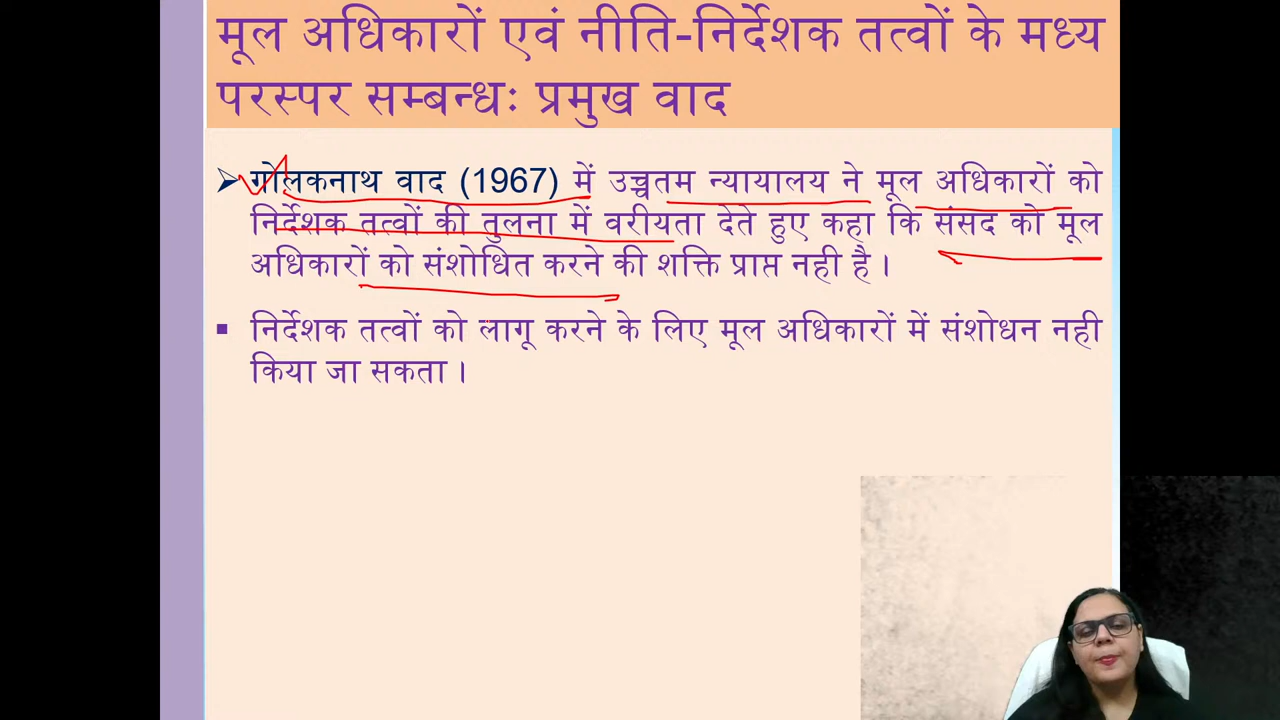 मूल अधिकारों एवं नीति-निर्देशक तत्वों के मध्य
परस्पर सम्बन्धः प्रमुख वाद
गोलकनाथ वाद (1967) में उच्चतम न्यायालय ने मूल अधिकारों को
निर्देशक तत्वों की तुलना में वरीयता देते हुए कहा कि संसद को मूल
अधिकारों को संशोधित करने की शक्ति प्राप्त नही है।
निर्देशक तत्वों को लागू करने के लिए मूल अधिकारों में संशोधन नही
किया जा सकता।